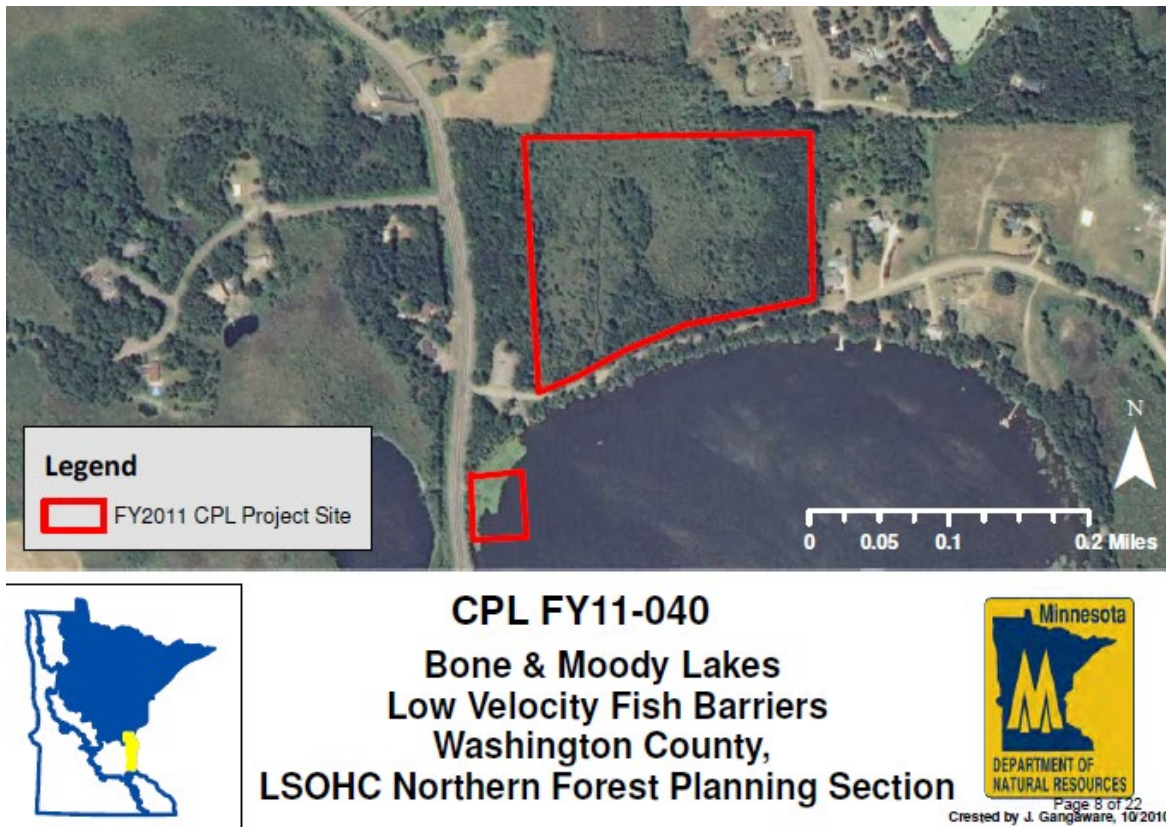 N
Legend
FY2011 CPL Project Site
0 0.05 0.1 0.2 Miles
CPL FY11-040
Bone & Moody Lakes
Low Velocity Fish Barriers
Washington County,
LSOHC Northern Forest Planning Section
Minnesota
DEPARTMENT OF
NATURAL RESOURCES
Page 8 of 22
Created by J. Gangaware, 10/2010